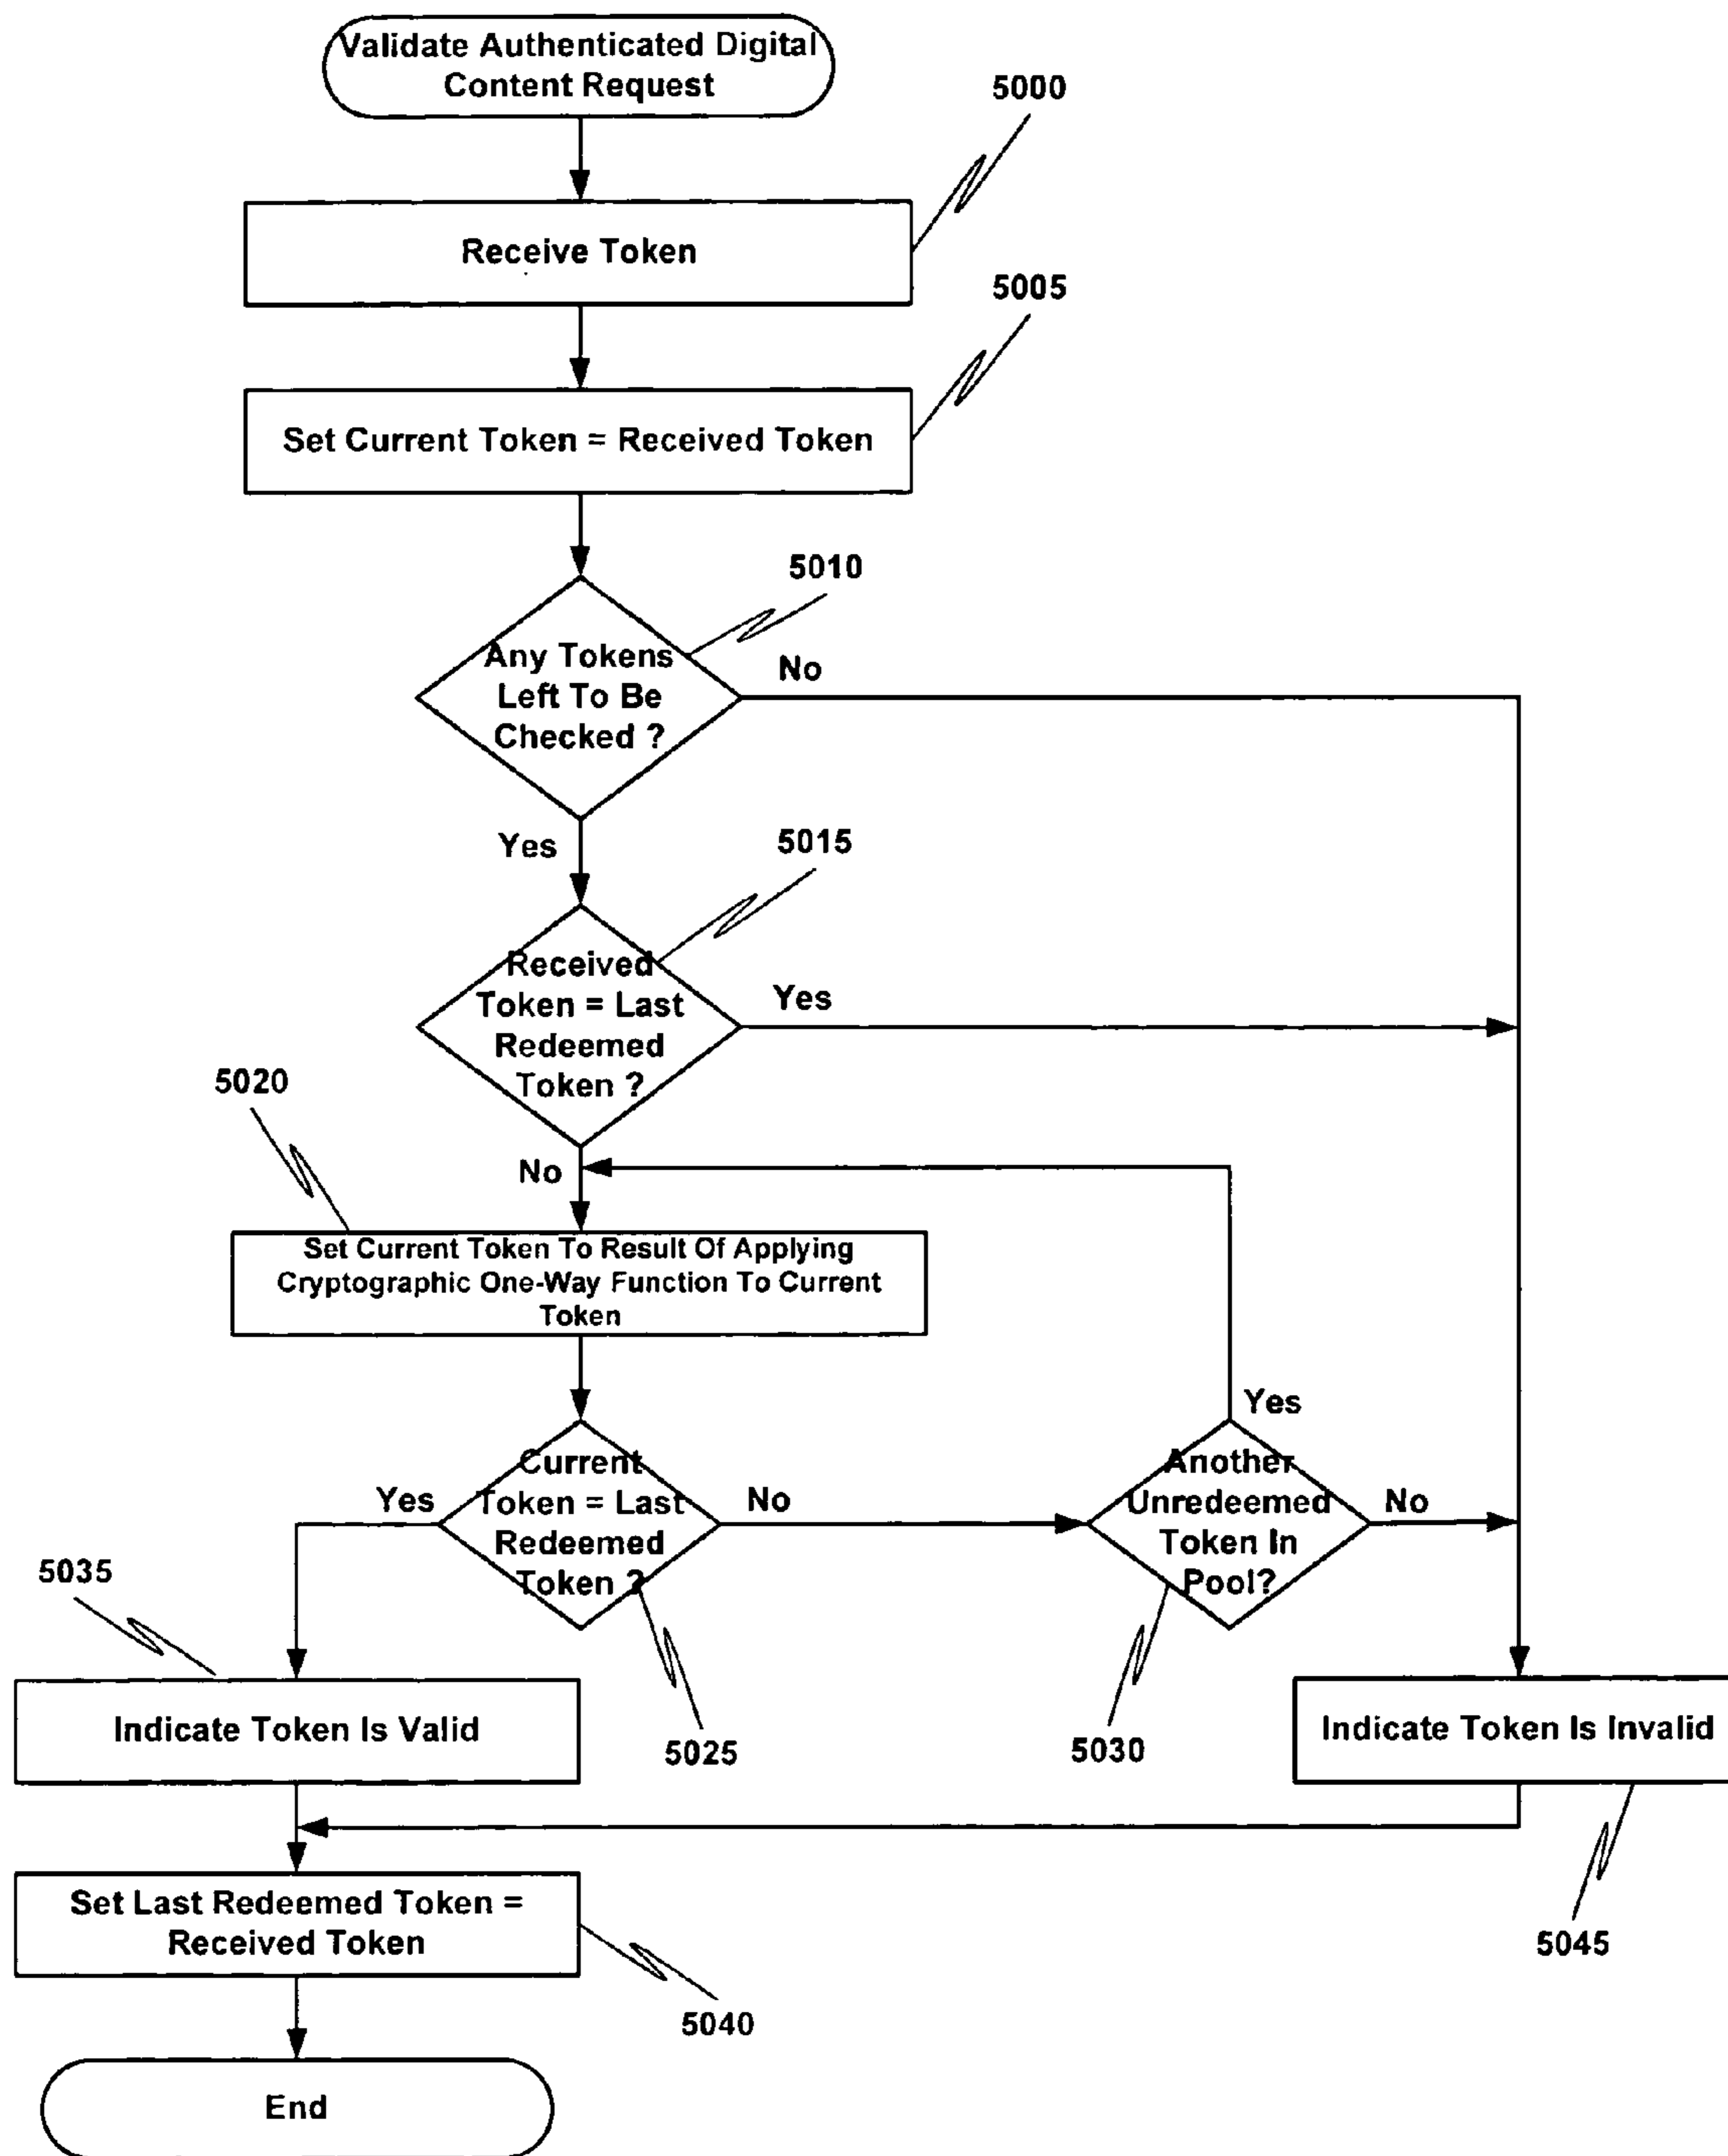 Validate Authenticated Digital
Content Request
5000
Receive Token
5005
Set Current Token = Received Token
5010
Any Tokens
Left To Be
Checked ?
No
Yes
5015
Received
Token = Last
Redeemed
Token ?
Yes
5020
No
Set Current Token To Result Of Applying
Cryptographic One-Way Function To Current
Token
Yes
Current
Token = Last
Redeemed
Token ?
Yes
No
Another
Unredeemed
Token In
Pool?
No
5035
Indicate Token Is Valid
5025
5030
Indicate Token Is Invalid
Set Last Redeemed Token =
Received Token
5045
5040
End